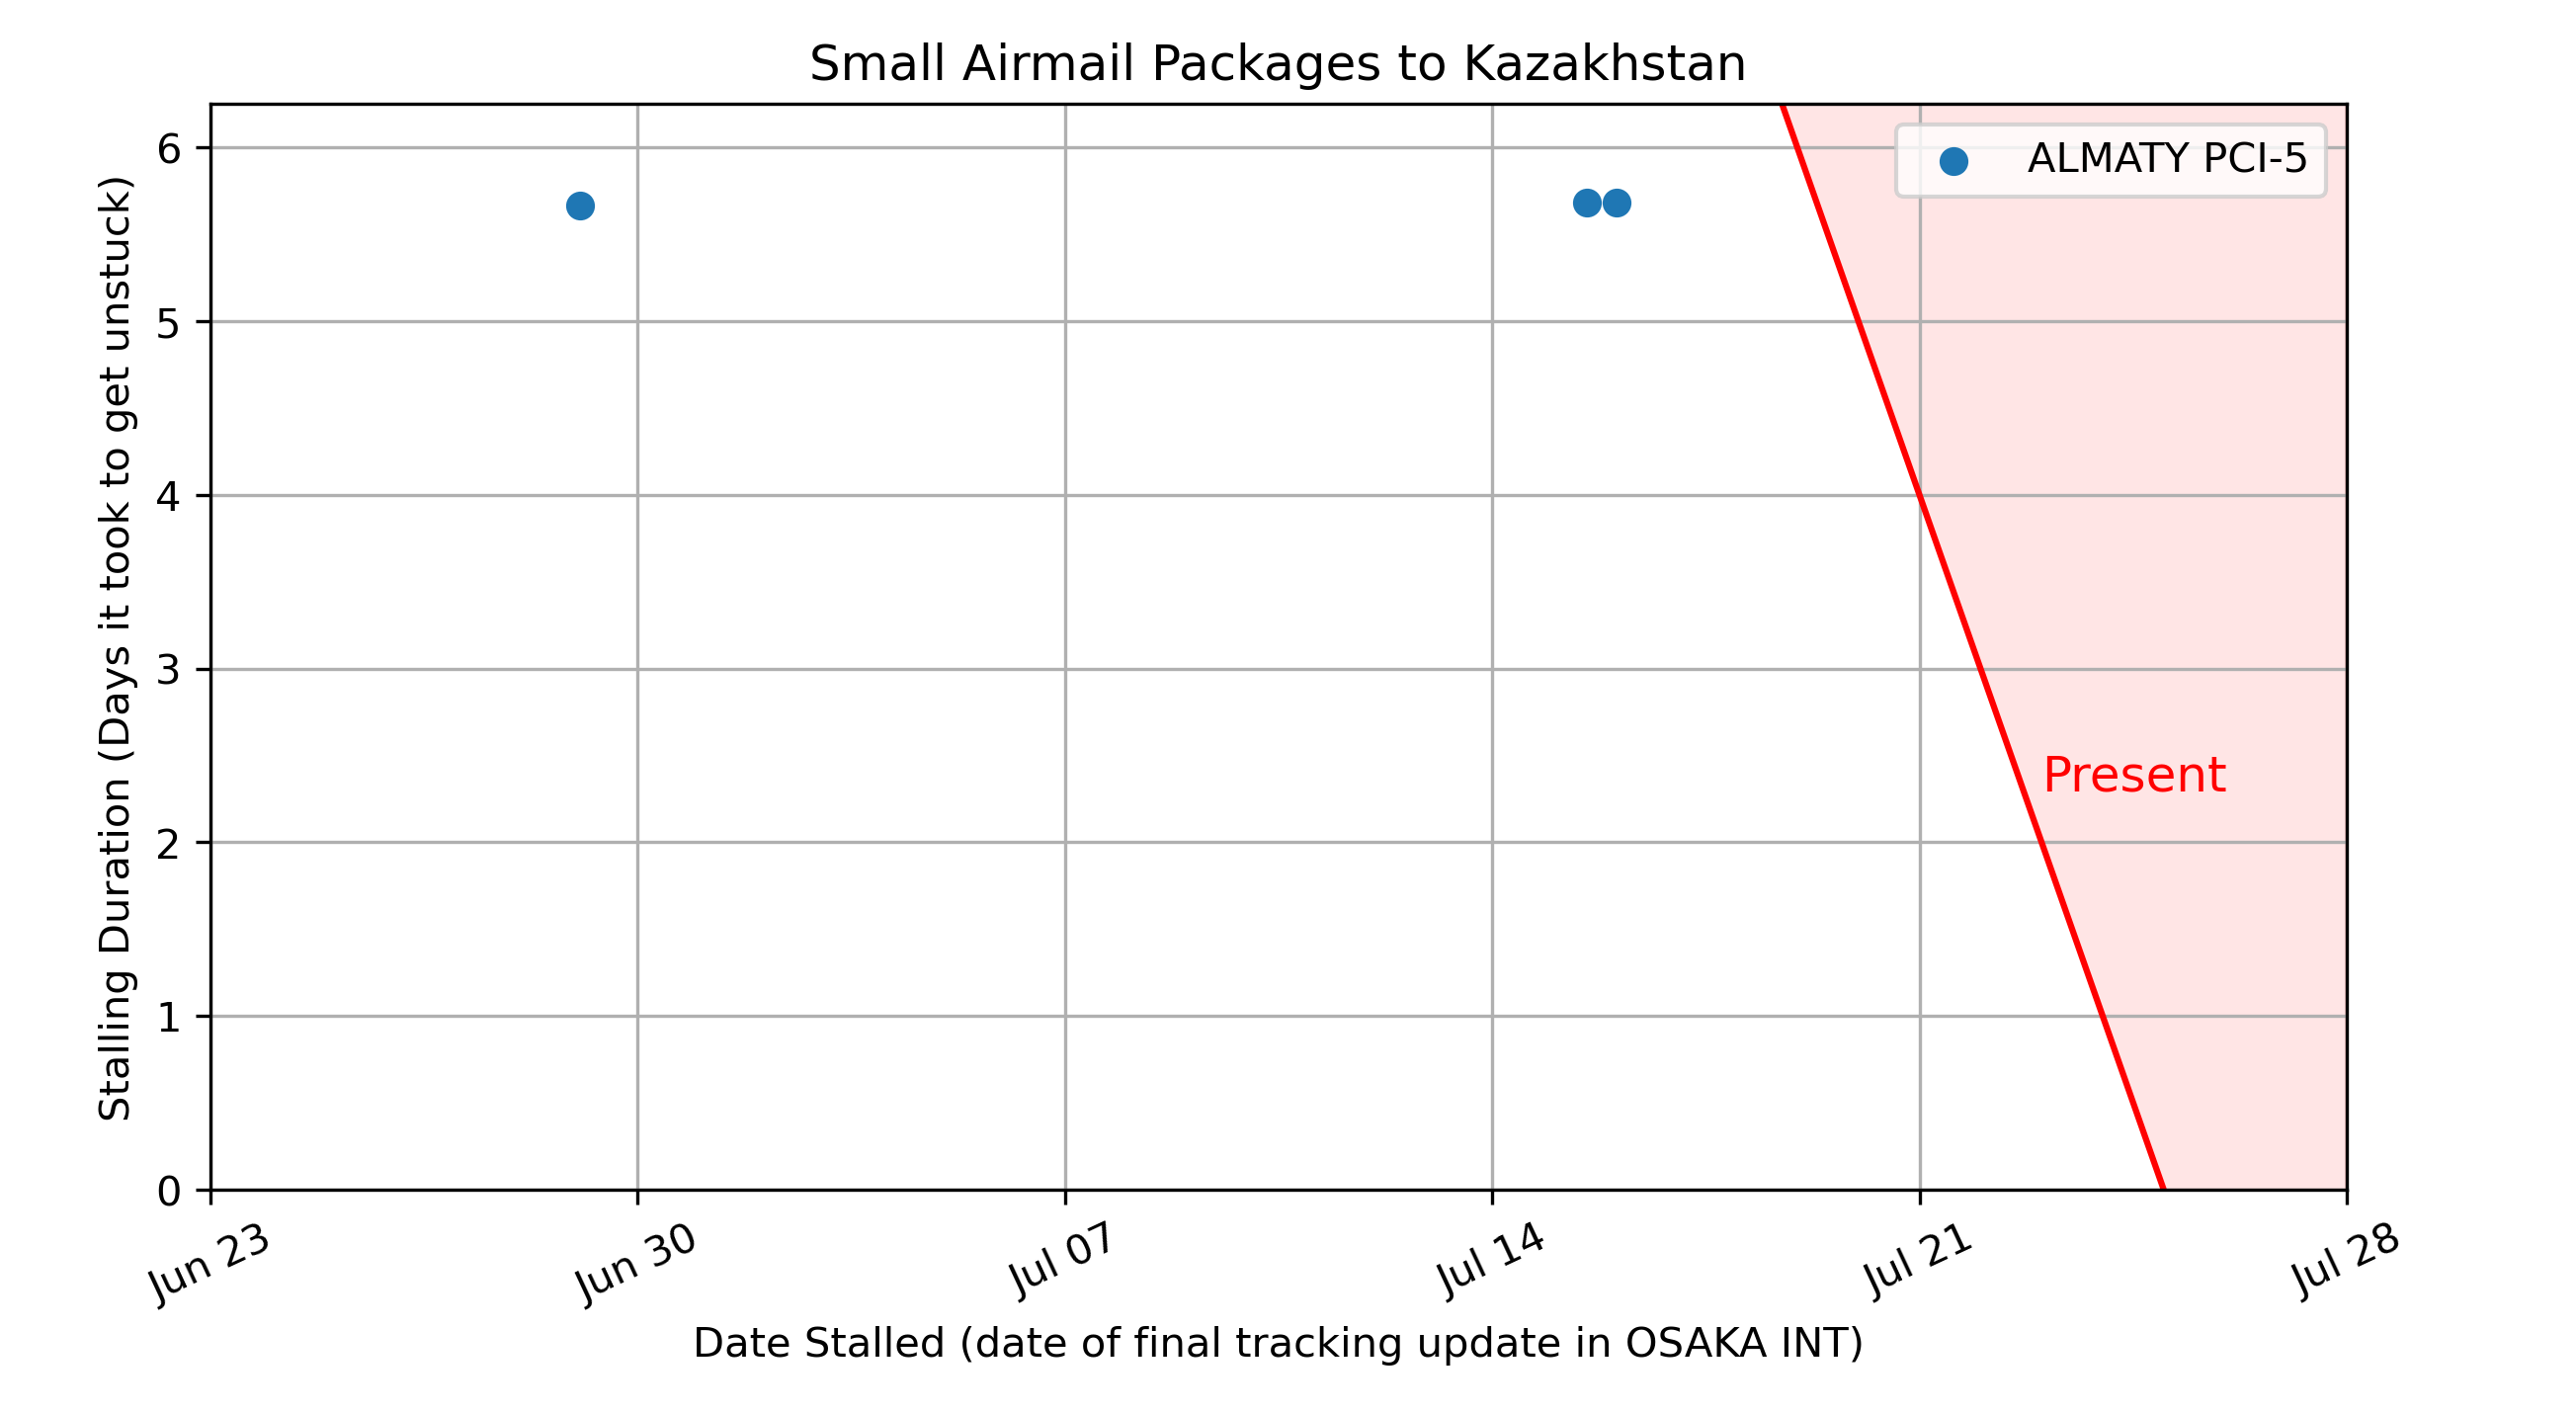 Small Airmail Packages to Kazakhstan
ALMATY PCI-5
Stalling Duration (Days it took to get unstuck)
6
5
4
3
2
1
0
Present
Jun 23
Jun 30
Jul 07
Jul 14
Jul 21
Jul 28
Date Stalled (date of final tracking update in OSAKA INT)